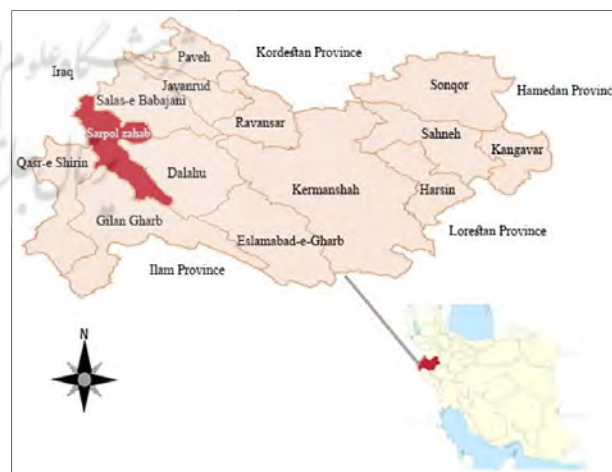 Paveh
Kordestan Province
Iraq
Javanrud
Salas-e Babajani
Sonqor
Hamedan Provinc
Ravansar
Sarpol zahab
Sahneh
Kangavar
Qasr-e Shirin
Dalahu
Kermanshah
Harsin
Gilan Gharb
Lorestan Province
Eslamabad-e-Gharb
Ilam Province
N